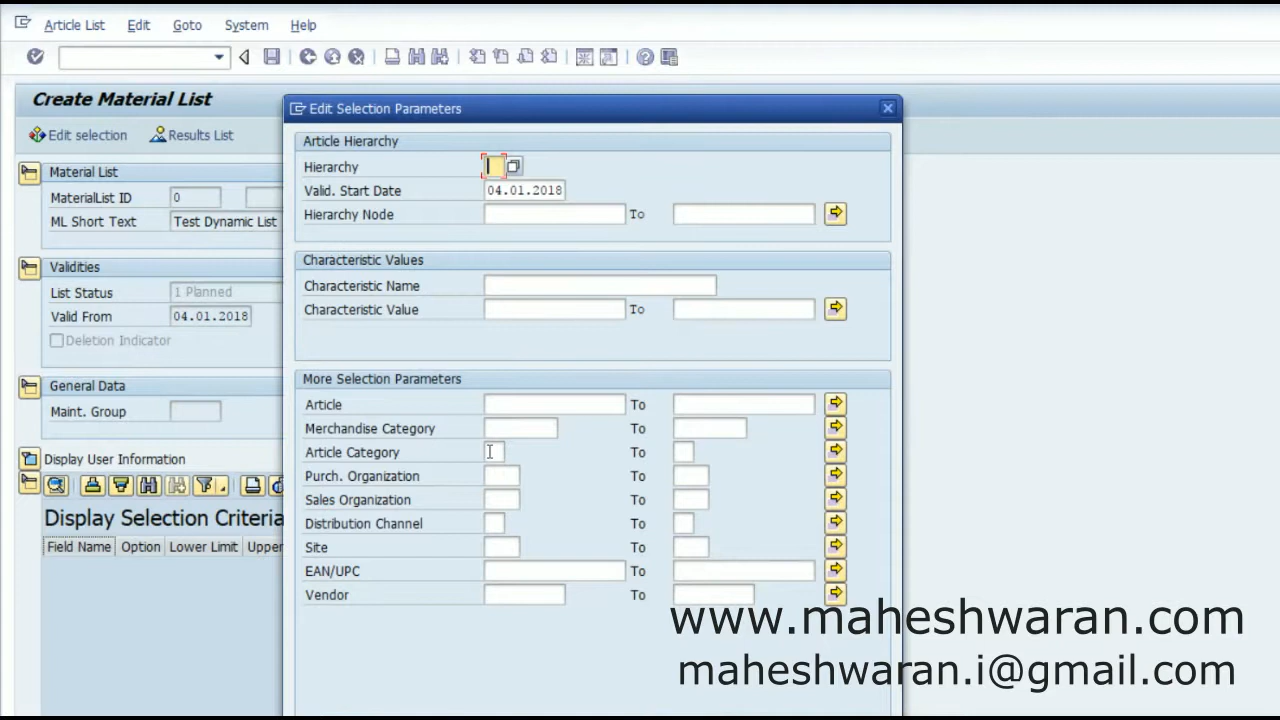 Article List Edit Goto System Help
Create Material List
Edit selection Results List
Material List
MaterialList ID 0
ML Short Text Test Dynamic List
Validities
List Status 1 Planned
Valid From 04.01.2018
Deletion Indicator
General Data
Maint. Group
Display User Information
Display Selection Criteria
Field Name Option Lower Limit Upper
Edit Selection Parameters
Article Hierarchy
Hierarchy
Valid. Start Date 04.01.2018
Hierarchy Node To
Characteristic Values
Characteristic Name
Characteristic Value To
More Selection Parameters
Article To
Merchandise Category To
Article Category To
Purch. Organization To
Sales Organization To
Distribution Channel To
Site To
EAN/UPC To
Vendor To
www.maheshwaran.com
maheshwaran.i@gmail.com